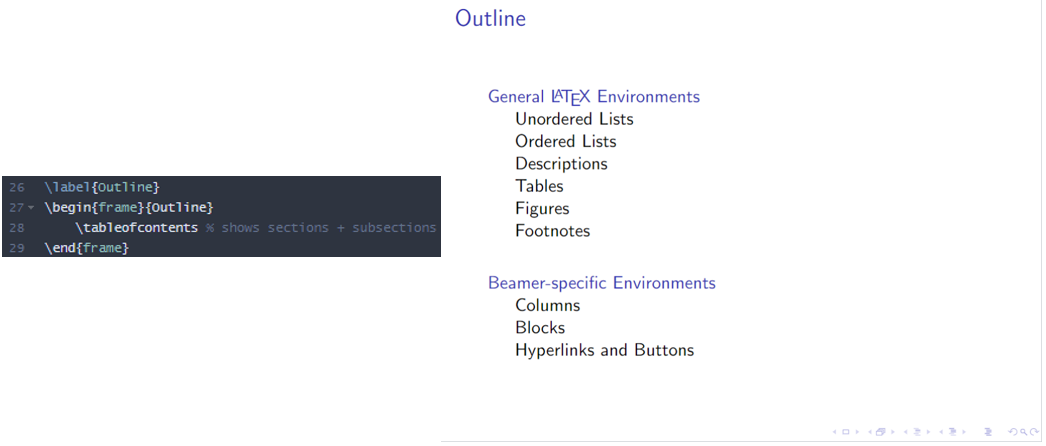 26 \label{Outline}
27 \begin{frame}{Outline}
28 \tableofcontents % shows sections + subsections
29 \end{frame}
Outline
General LATEX Environments
Unordered Lists
Ordered Lists
Descriptions
Tables
Figures
Footnotes
Beamer-specific Environments
Columns
Blocks
Hyperlinks and Buttons